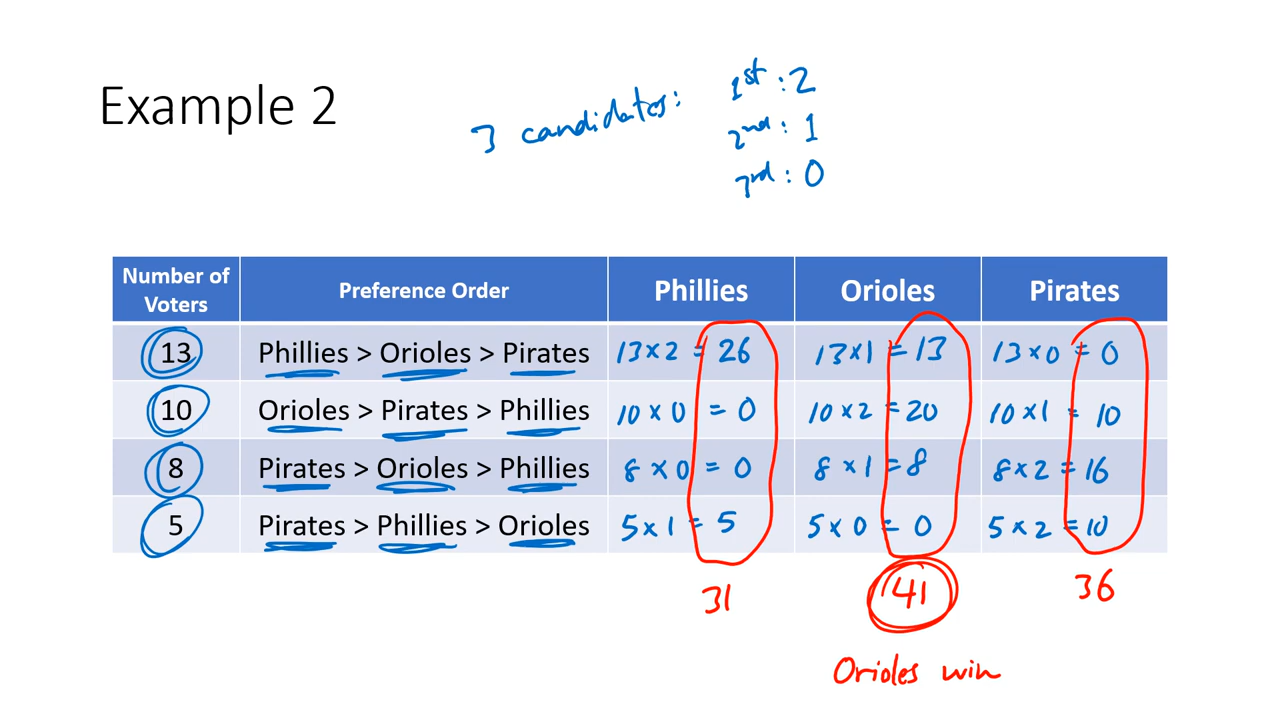 Example 2
3 candidates:
1st : 2
2nd : 1
3rd : 0
Number of Voters Preference Order Phillies Orioles Pirates
13 Phillies > Orioles > Pirates 13 × 2 = 26 13 × 1 = 13 13 × 0 = 0
10 Orioles > Pirates > Phillies 10 × 0 = 0 10 × 2 = 20 10 × 1 = 10
8 Pirates > Orioles > Phillies 8 × 0 = 0 8 × 1 = 8 8 × 2 = 16
5 Pirates > Phillies > Orioles 5 × 1 = 5 5 × 0 = 0 5 × 2 = 10
31 41 36
Orioles win